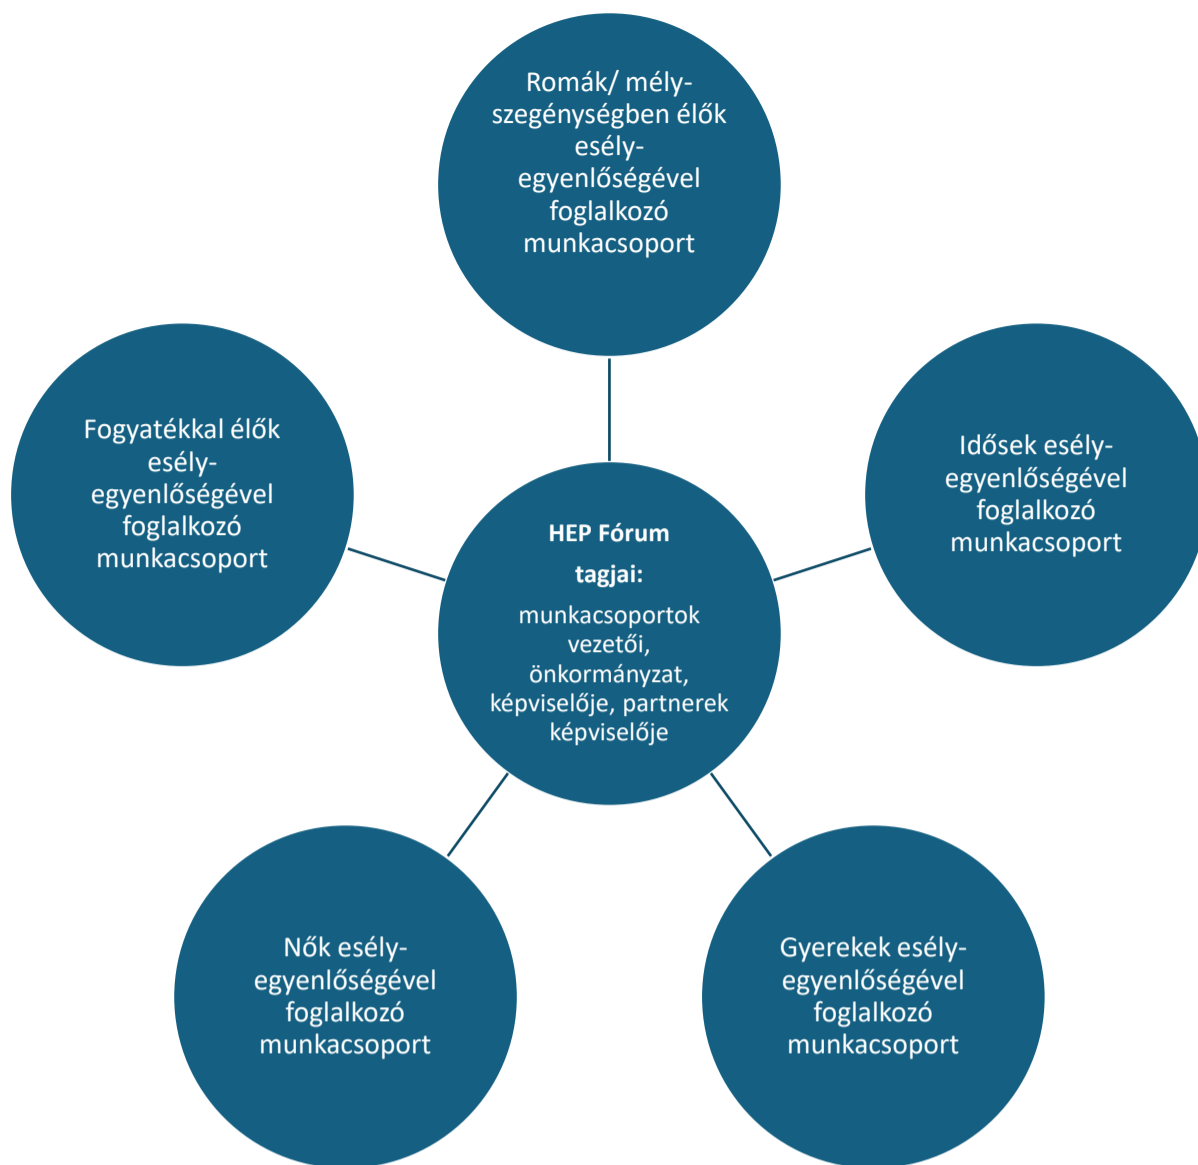 Romák/ mély-
szegénységben élők
esély-
egyenlőségével
foglalkozó
munkacsoport
Fogyatékkal élők
esély-
egyenlőségével
foglalkozó
munkacsoport
Idősek esély-
egyenlőségével
foglalkozó
munkacsoport
HEP Fórum
tagjai:
munkacsoportok
vezetői,
önkormányzat,
képviselője, partnerek
képviselője
Nők esély-
egyenlőségével
foglalkozó
munkacsoport
Gyerekek esély-
egyenlőségével
foglalkozó
munkacsoport